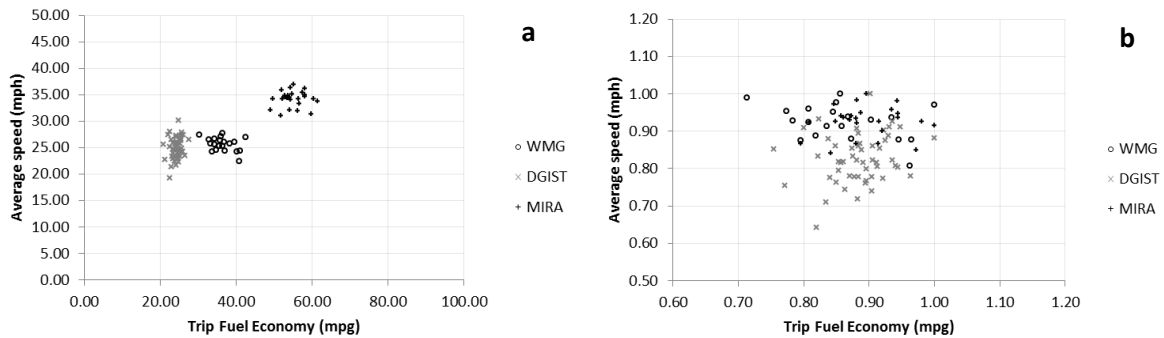 a
Average speed (mph)
50.00
45.00
40.00
35.00
30.00
25.00
20.00
15.00
10.00
5.00
0.00
0.00 20.00 40.00 60.00 80.00 100.00
Trip Fuel Economy (mpg)
WMG
DGIST
MIRA
b
Average speed (mph)
1.20
1.10
1.00
0.90
0.80
0.70
0.60
0.50
0.60 0.70 0.80 0.90 1.00 1.10 1.20
Trip Fuel Economy (mpg)
WMG
DGIST
MIRA